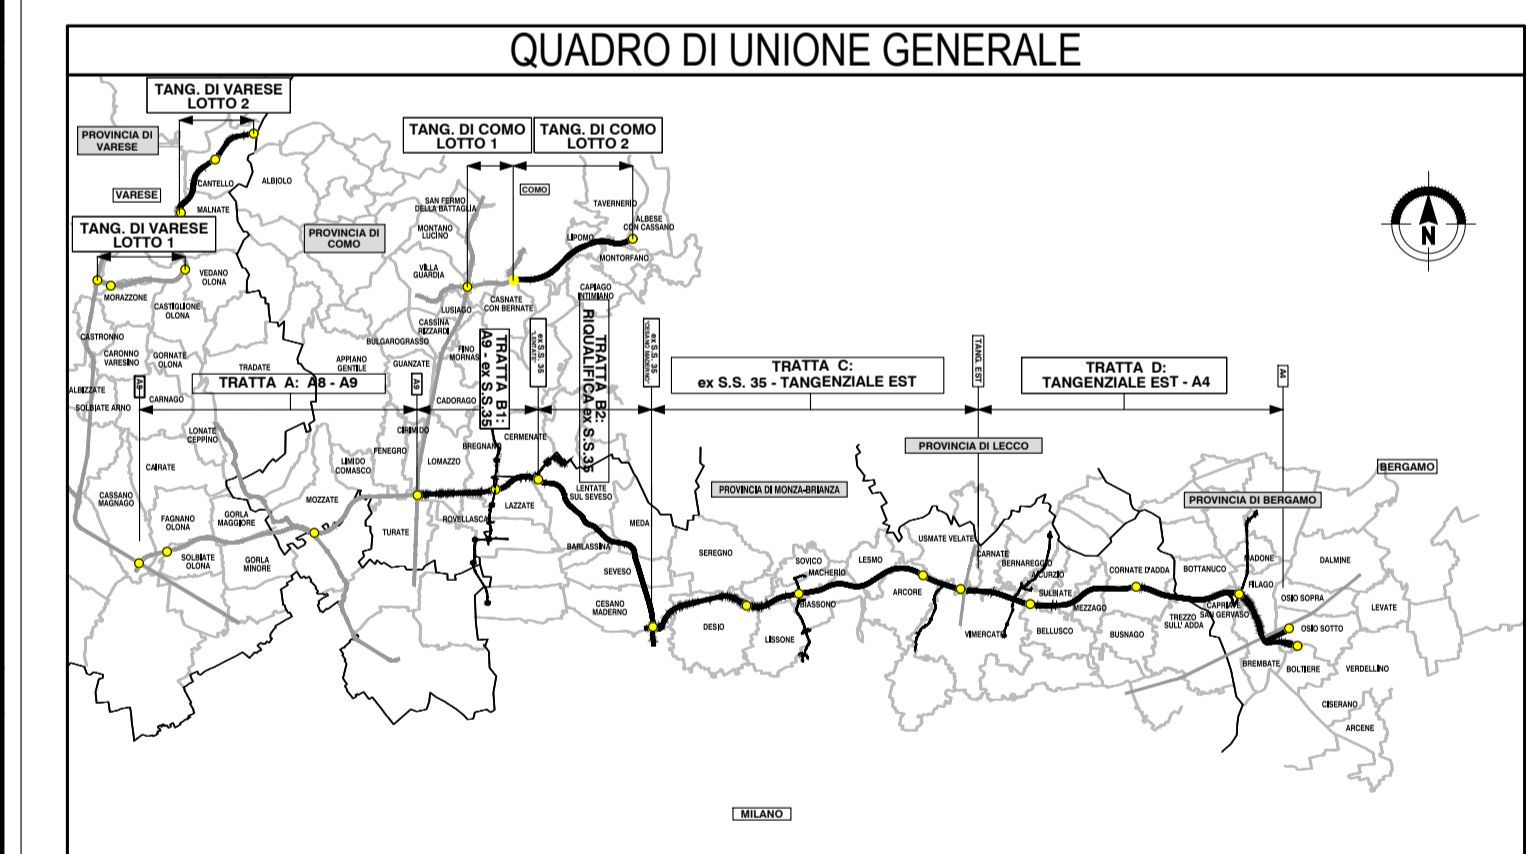 QUADRO DI UNIONE GENERALE
TANG. DI VARESE
LOTTO 2
PROVINCIA DI
VARESE
TANG. DI COMO
LOTTO 1
TANG. DI COMO
LOTTO 2
CANTELLO
ALBIOLO
VARESE
MALNATE
COMO
SAN FERMO
DELLA BATTAGLIA
TAVERNERIO
ALBESE
CON CASSANO
TANG. DI VARESE
LOTTO 1
PROVINCIA DI
COMO
MONTANO
LUCINO
LIPOMO
MONTORFANO
N
VEDANO
OLONA
VILLA
GUARDIA
MORAZZONE
CASTIGLIONE
OLONA
LUSIAGO
CASNATE
CON BERNATE
CAPIAGO
INTIMIANO
CASSINA
RIZZARDI
CASTRONNO
BULGAROGRASSO
CARONNO
VARESINO
GORNATE
OLONA
TRADATE
APPIANO
GENTILE
GUANZATE
FINO
MORNAS
TRATTA B1:
A9 - ex S.S.35
ex S.S. 35
"LENTATE"
TRATTA B2:
RIQUALIFICA ex S.S.35
ex S.S. 35
"CESANO MADERNO"
TRATTA C:
ex S.S. 35 - TANGENZIALE EST
TANG. EST
TRATTA D:
TANGENZIALE EST - A4
A4
ALBIZZATE
A8
TRATTA A: A8 - A9
A9
SOLBIATE ARNO
CARNAGO
CADORAGO
LONATE
CEPPINO
CIRIMIDO
CERMENATE
FENEGRO
BREGNANO
CAIRATE
LIMIDO
COMASCO
LOMAZZO
PROVINCIA DI LECCO
BERGAMO
CASSANO
MAGNAGO
MOZZATE
LENTATE
SUL SEVESO
PROVINCIA DI MONZA-BRIANZA
PROVINCIA DI BERGAMO
FAGNANO
OLONA
GORLA
MAGGIORE
ROVELLASCA
LAZZATE
MEDA
TURATE
SOLBIATE
OLONA
GORLA
MINORE
BARLASSINA
SEREGNO
USMATE VELATE
SEVESO
SOVICO
MACHERIO
LESMO
CARNATE
BERNAREGGIO
AICURZIO
CORNATE D'ADDA
BOTTANUCO
MADONE
DALMINE
FILAGO
CESANO
MADERNO
BIASSONO
ARCORE
SULBIATE
MEZZAGO
CAPRIATE
SAN GERVASO
OSIO SOPRA
LEVATE
DESIO
LISSONE
VIMERCATE
BELLUSCO
BUSNAGO
TREZZO
SULL' ADDA
OSIO SOTTO
BREMBATE
BOLTIERE
VERDELLINO
CISERANO
ARCENE
MILANO